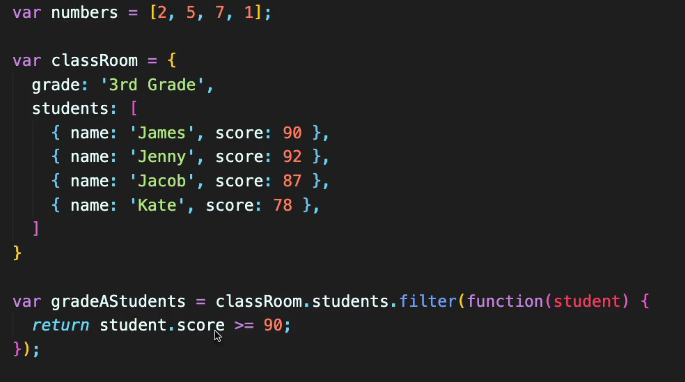 var numbers = [2, 5, 7, 1];
var classRoom = {
grade: '3rd Grade',
students: [
{ name: 'James', score: 90 },
{ name: 'Jenny', score: 92 },
{ name: 'Jacob', score: 87 },
{ name: 'Kate', score: 78 },
]
}
var gradeAStudents = classRoom.students.filter(function(student) {
return student.score >= 90;
});